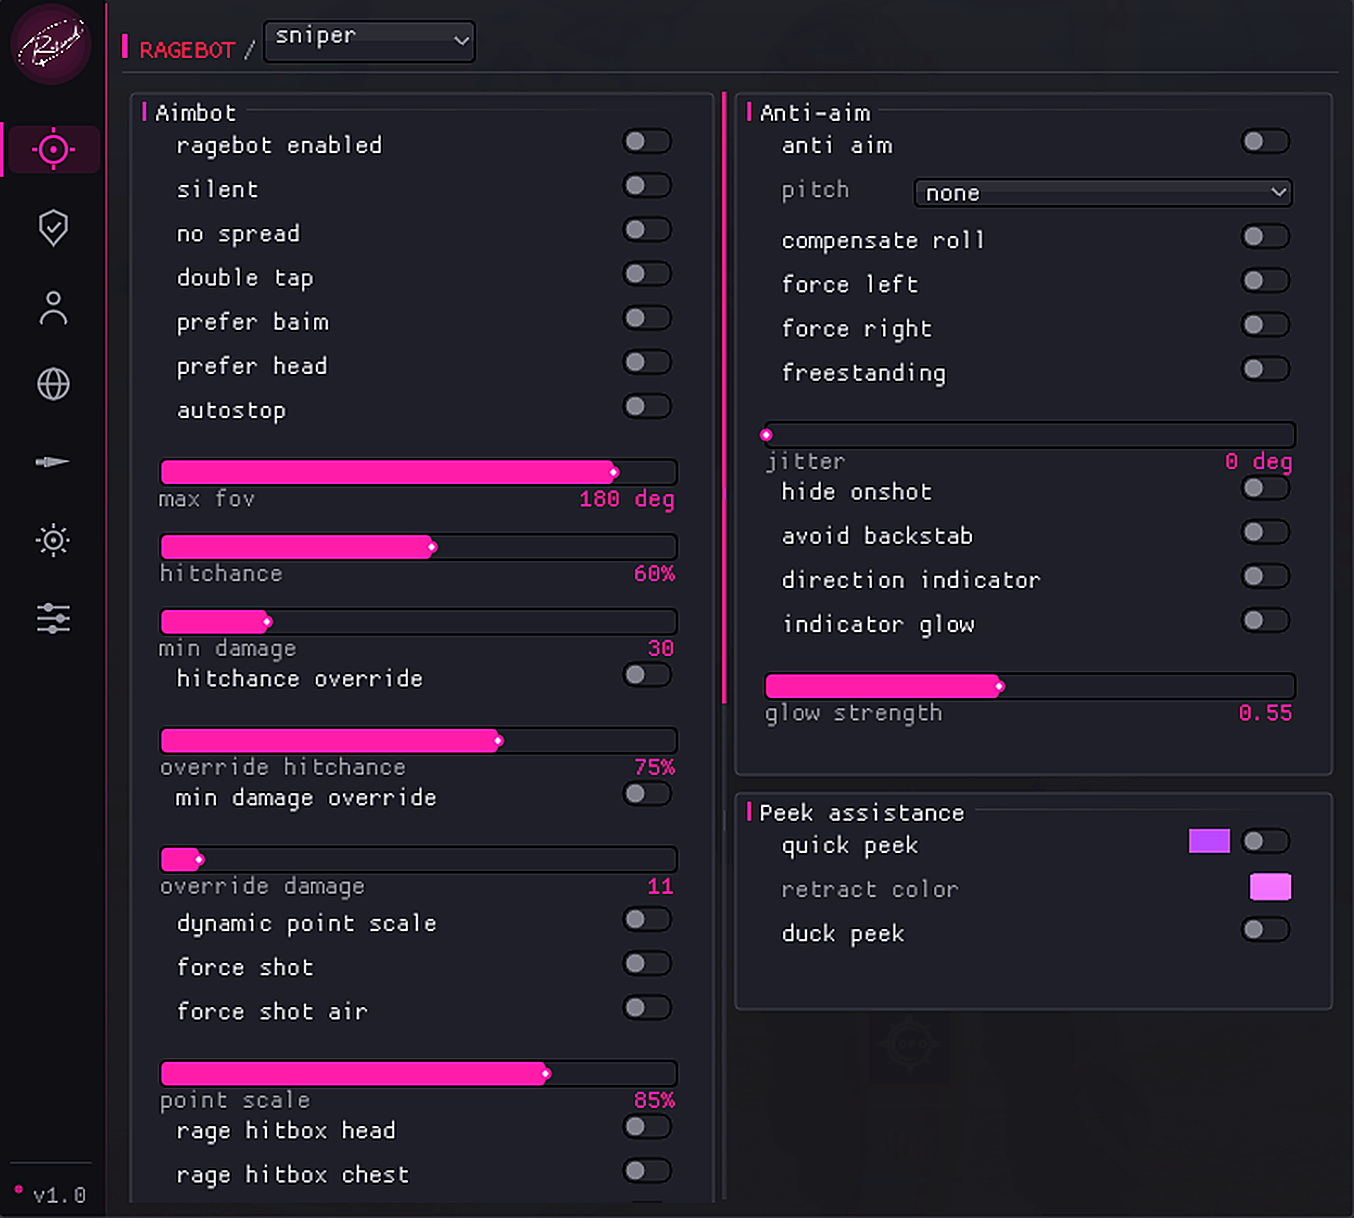 RAGEBOT / sniper
Aimbot
ragebot enabled
silent
no spread
double tap
prefer baim
prefer head
autostop
max fov 180 deg
hitchance 60%
min damage 30
hitchance override
override hitchance 75%
min damage override
override damage 11
dynamic point scale
force shot
force shot air
point scale 85%
rage hitbox head
rage hitbox chest
Anti-aim
anti aim
pitch none
compensate roll
force left
force right
freestanding
jitter 0 deg
hide onshot
avoid backstab
direction indicator
indicator glow
glow strength 0.55
Peek assistance
quick peek
retract color
duck peek
v1.0